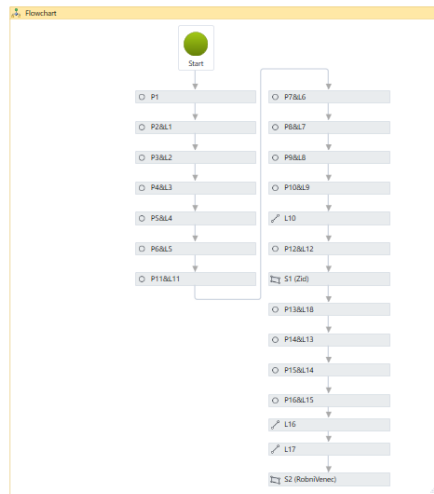 Flowchart
Start
P1
P2&L1
P3&L2
P4&L3
P5&L4
P6&L5
P11&L11
P7&L6
P8&L7
P9&L8
P10&L9
L10
P12&L12
S1 (Zid)
P13&L18
P14&L13
P15&L14
P16&L15
L16
L17
S2 (RobniVenec)